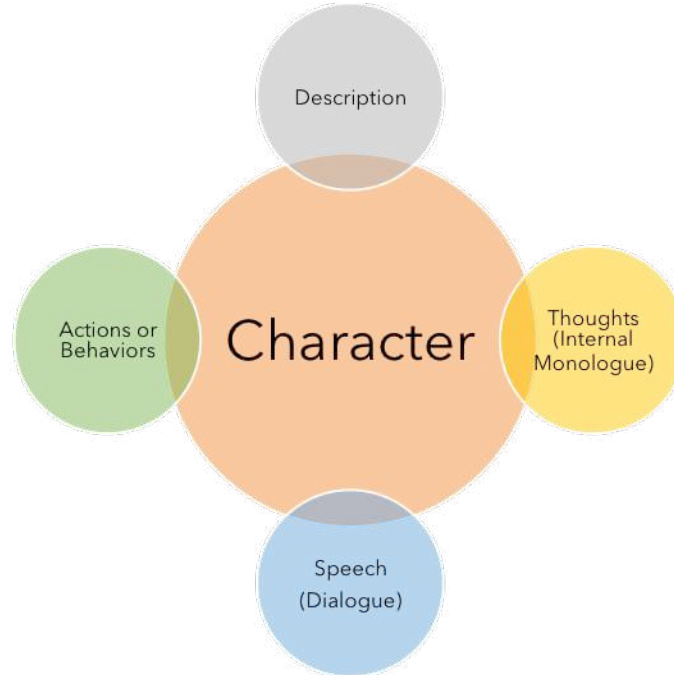 Description
Actions or
Behaviors
Character
Thoughts
(Internal
Monologue)
Speech
(Dialogue)